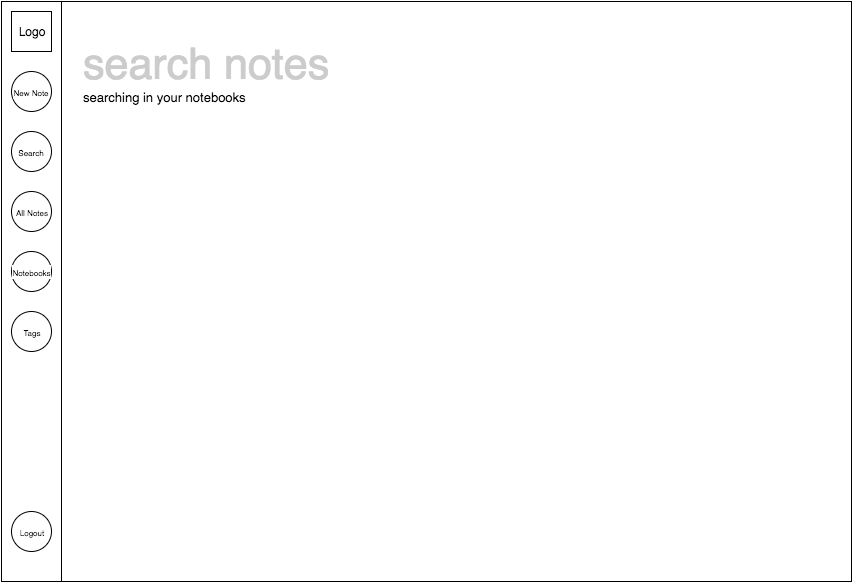 Logo
New Note
Search
All Notes
Notebooks
Tags
Logout
search notes
searching in your notebooks